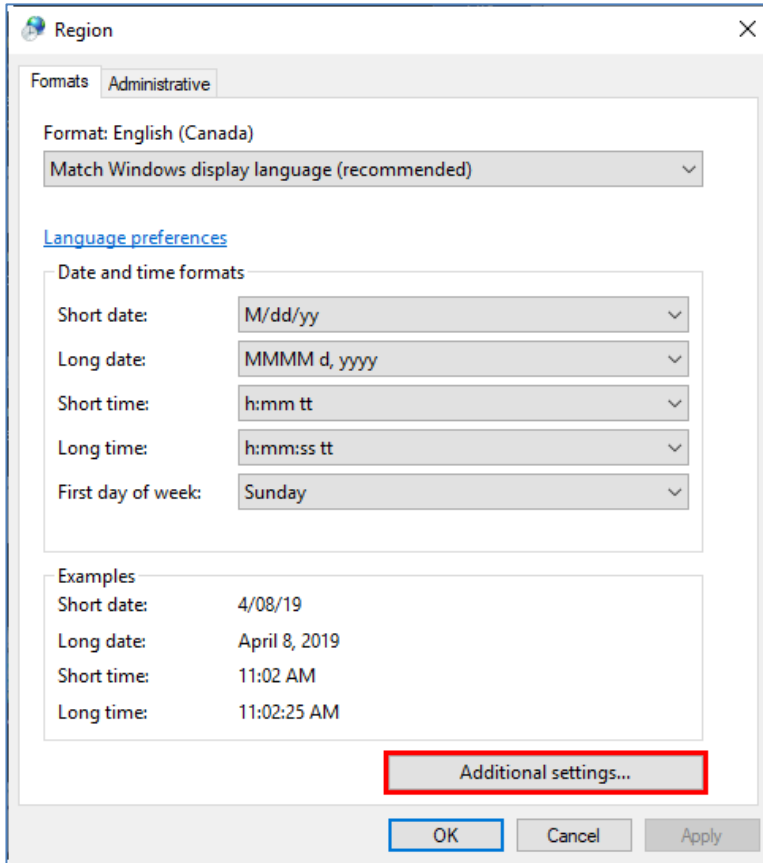 Region
Formats Administrative
Format: English (Canada)
Match Windows display language (recommended)
Language preferences
Date and time formats
Short date: M/dd/yy
Long date: MMMM d, yyyy
Short time: h:mm tt
Long time: h:mm:ss tt
First day of week: Sunday
Examples
Short date: 4/08/19
Long date: April 8, 2019
Short time: 11:02 AM
Long time: 11:02:25 AM
Additional settings...
OK Cancel Apply